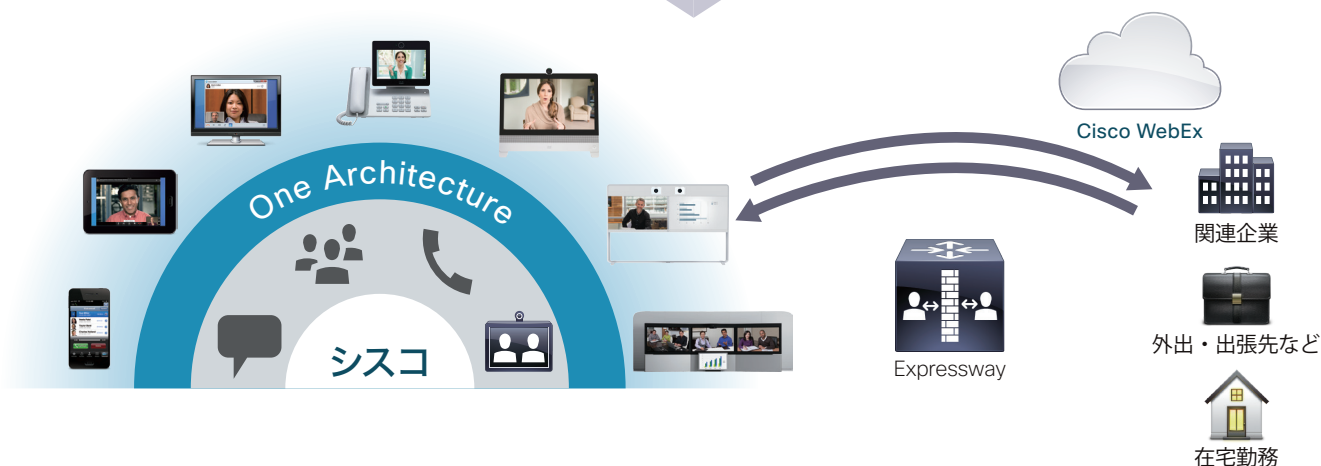 One Architecture
シスコ
Cisco WebEx
Expressway
関連企業
外出・出張先など
在宅勤務